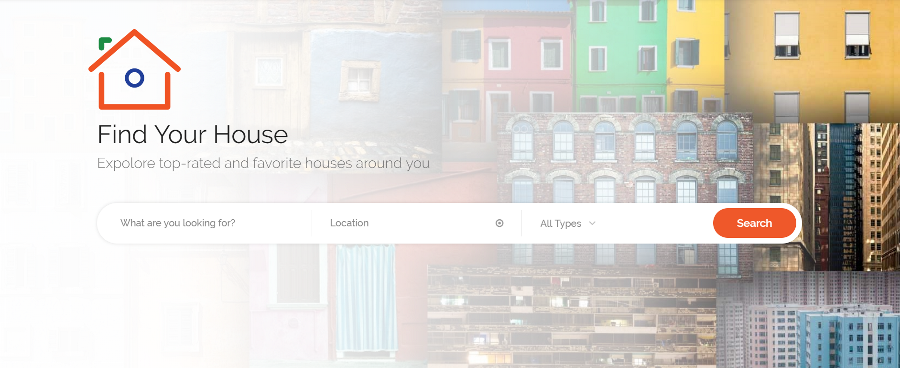 Find Your House
Expolore top-rated and favorite houses around you
What are you looking for?
Location
All Types
Search